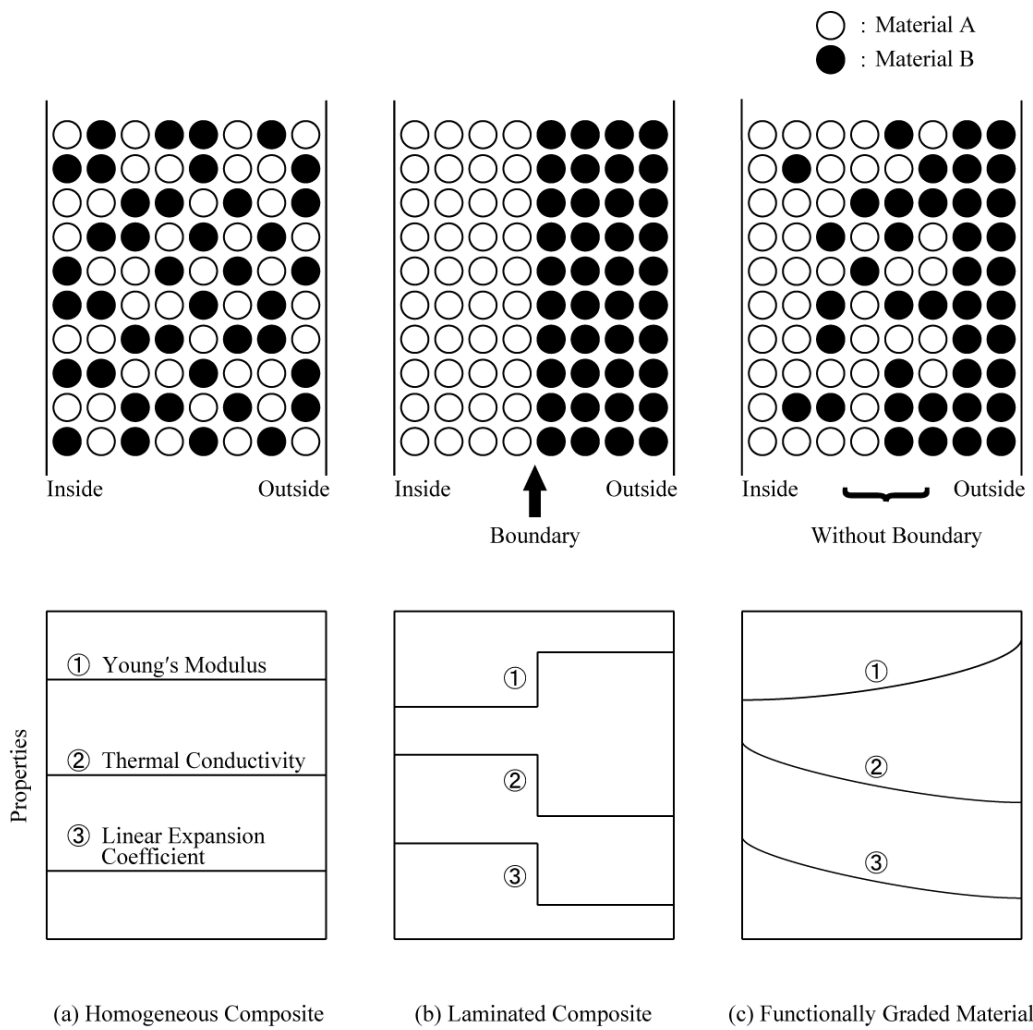 : Material A
: Material B
Inside Outside
Inside Outside
Inside Outside
Boundary
Without Boundary
Properties
① Young's Modulus
② Thermal Conductivity
③ Linear Expansion
Coefficient
①
②
③
①
②
③
(a) Homogeneous Composite
(b) Laminated Composite
(c) Functionally Graded Material